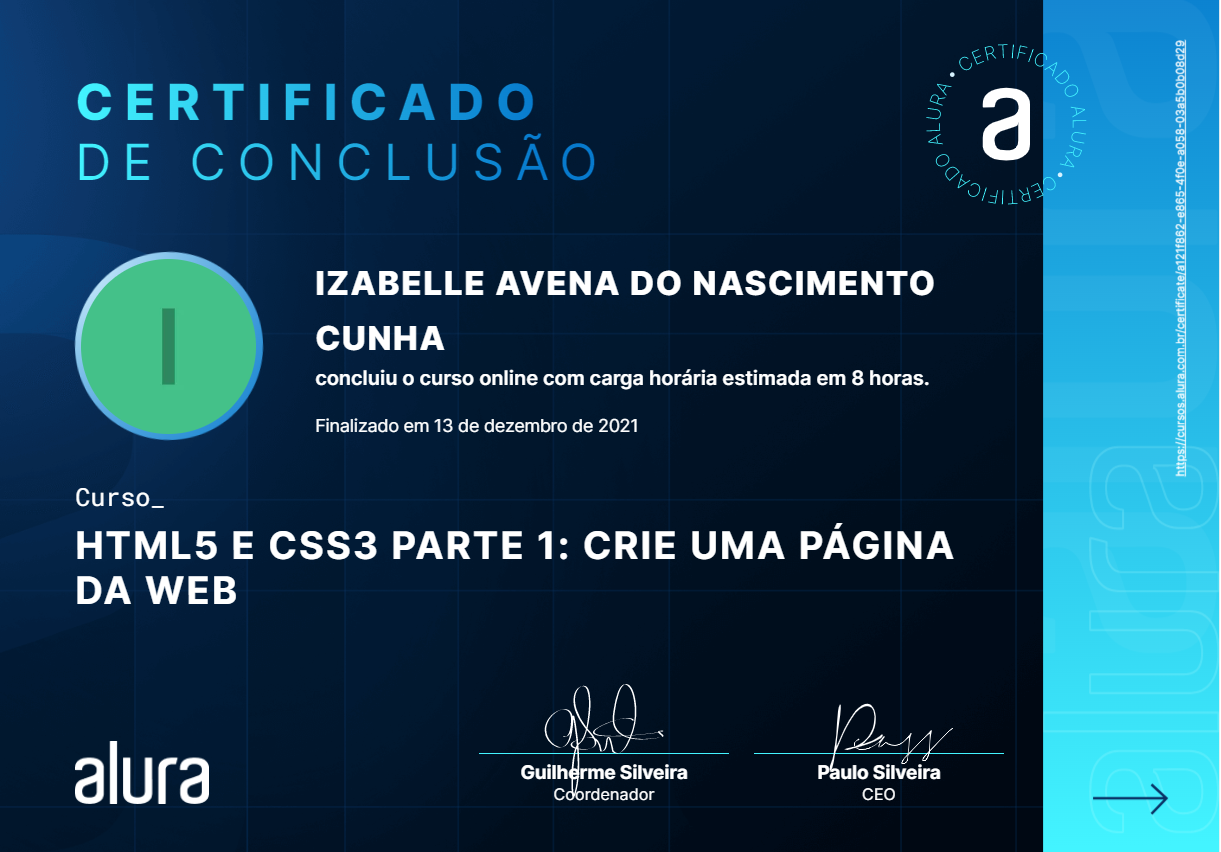 CERTIFICADO
DE CONCLUSÃO
CERTIFICADO ALURA • CERTIFICADO ALURA •
a
I
IZABELLE AVENA DO NASCIMENTO
CUNHA
concluiu o curso online com carga horária estimada em 8 horas.
Finalizado em 13 de dezembro de 2021
Curso_
HTML5 E CSS3 PARTE 1: CRIE UMA PÁGINA
DA WEB
alura
Guilherme Silveira
Coordenador
Paulo Silveira
CEO
https://cursos.alura.com.br/certificate/a121f862-e865-4f0e-a058-03a5b0b08d29
alura